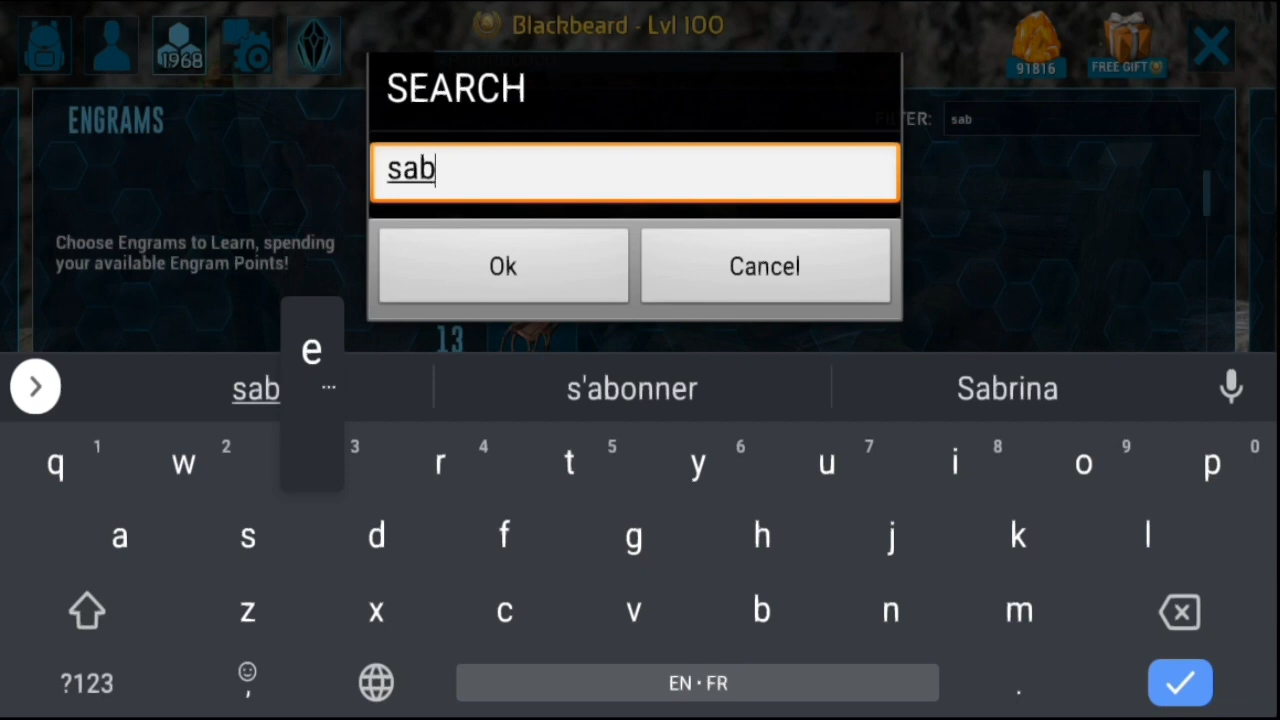 1968
Blackbeard - Lvl 100
91816
FREE GIFT
ENGRAMS
SEARCH
FILTER:
sab
sab
Choose Engrams to Learn, spending
your available Engram Points!
Ok
Cancel
13
e
...
sab
s'abonner
Sabrina
q 1 w 2 3 r 4 t 5 y 6 u 7 i 8 o 9 p 0
a s d f g h j k l
z x c v b n m
?123 , EN • FR .